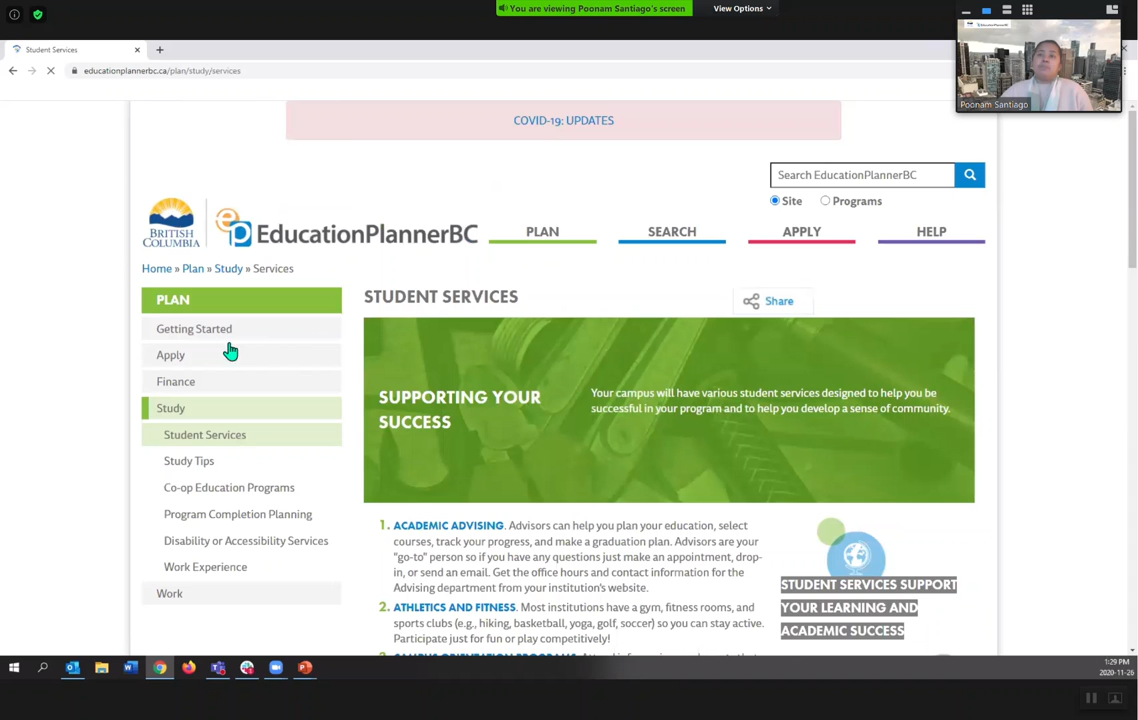 You are viewing Poonam Santiago's screen
View Options
Student Services
educationplannerbc.ca/plan/study/services
Poonam Santiago
COVID-19: UPDATES
Search EducationPlannerBC
Site
Programs
BRITISH
COLUMBIA
ep
EducationPlannerBC
PLAN
SEARCH
APPLY
HELP
Home » Plan » Study » Services
PLAN
Getting Started
Apply
Finance
Study
Student Services
Study Tips
Co-op Education Programs
Program Completion Planning
Disability or Accessibility Services
Work Experience
Work
STUDENT SERVICES
Share
SUPPORTING YOUR
SUCCESS
Your campus will have various student services designed to help you be
successful in your program and to help you develop a sense of community.
1. ACADEMIC ADVISING. Advisors can help you plan your education, select
courses, track your progress, and make a graduation plan. Advisors are your
"go-to" person so if you have any questions just make an appointment, drop-
in, or send an email. Get the office hours and contact information for the
Advising department from your institution's website.
2. ATHLETICS AND FITNESS. Most institutions have a gym, fitness rooms, and
sports clubs (e.g., hiking, basketball, yoga, golf, soccer) so you can stay active.
Participate just for fun or play competitively!
STUDENT SERVICES SUPPORT
YOUR LEARNING AND
ACADEMIC SUCCESS
1:29 PM
2020-11-26